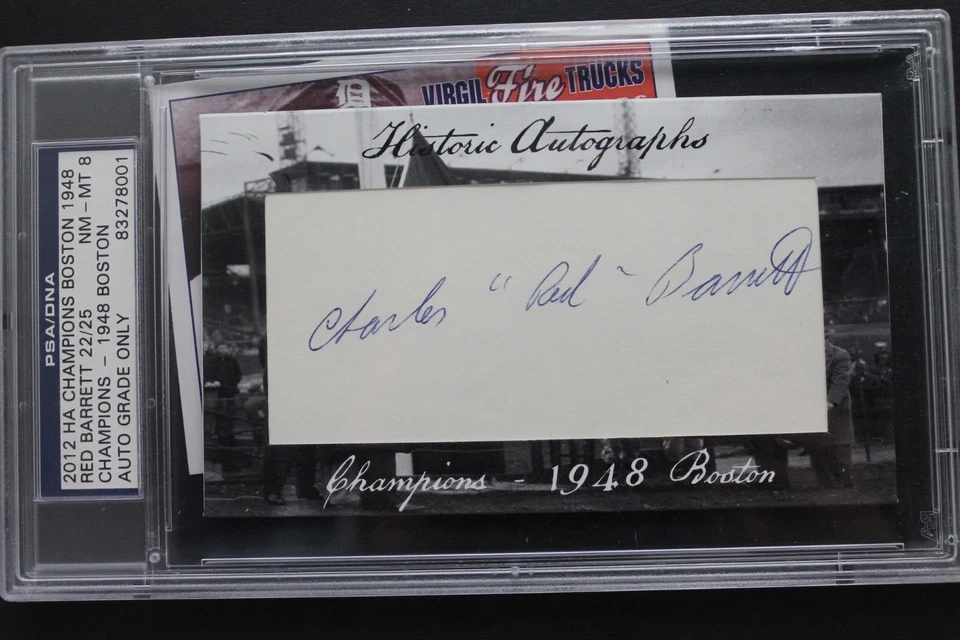 PSA/DNA
2012 HA CHAMPIONS BOSTON 1948
RED BARRETT 22/25 NM - MT 8
CHAMPIONS - 1948 BOSTON
AUTO GRADE ONLY 83278001
VIRGIL Fire TRUCKS
D
Historic Autographs
Charles "Red" Barrett
Champions - 1948 Boston